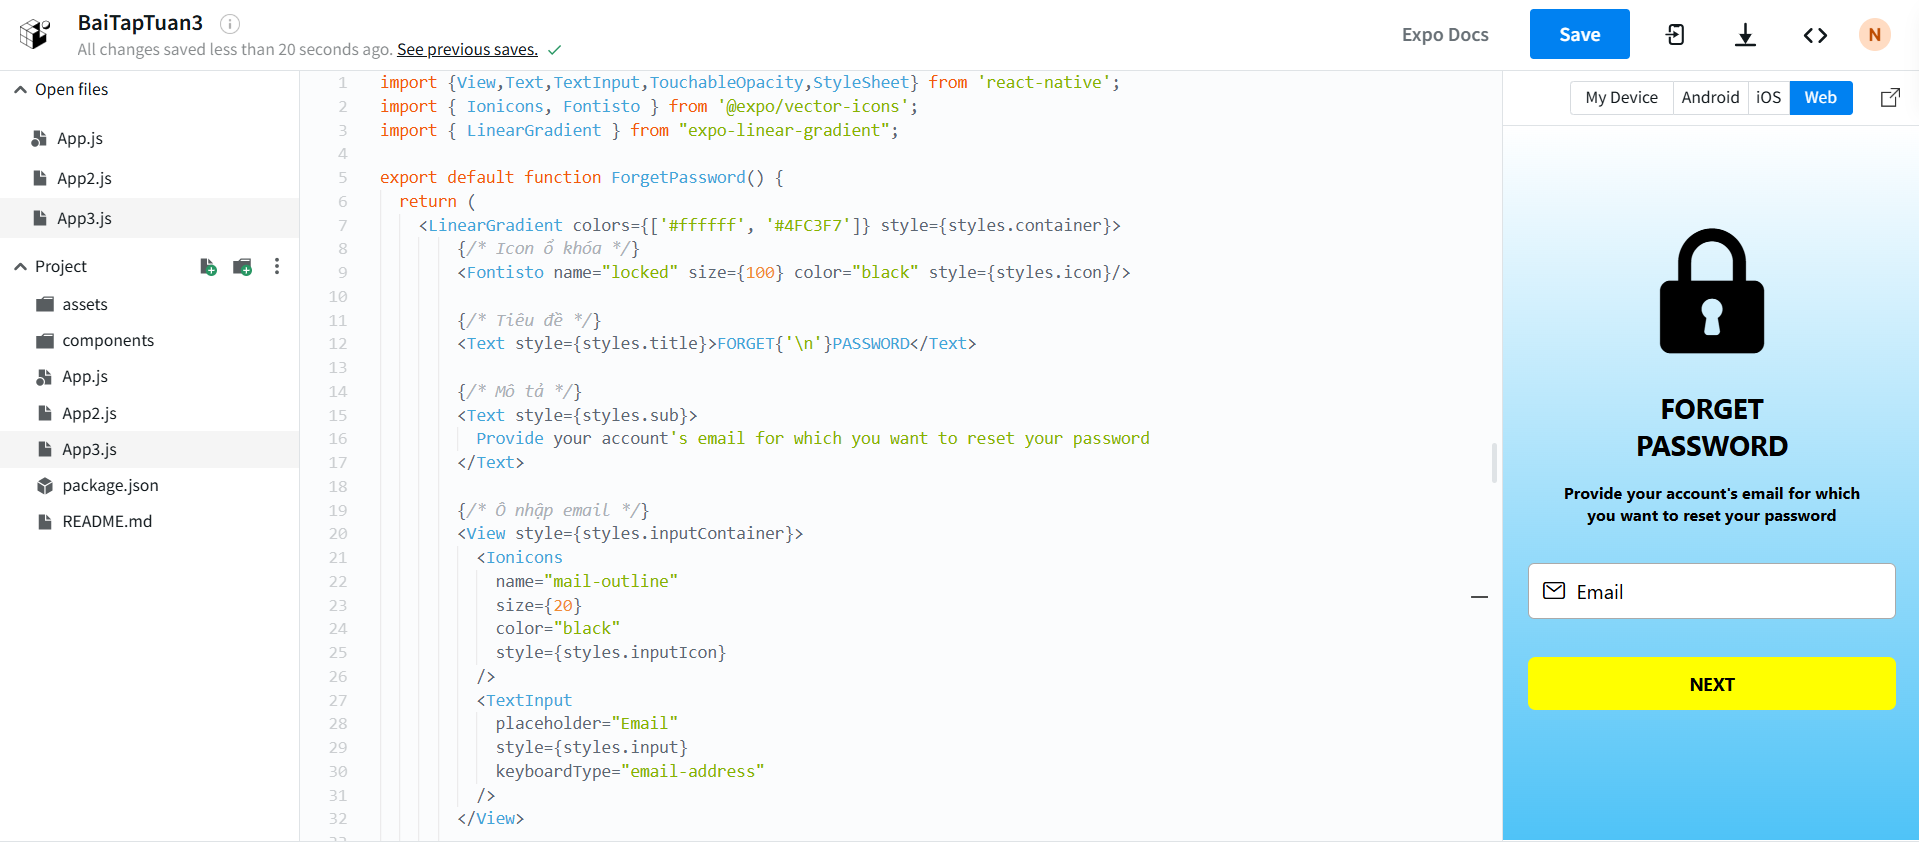 BaiTapTuan3
All changes saved less than 20 seconds ago. See previous saves.
Expo Docs
Save
N
Open files
App.js
App2.js
App3.js
Project
assets
components
App.js
App2.js
App3.js
package.json
README.md
1 import {View,Text,TextInput,TouchableOpacity,StyleSheet} from 'react-native';
2 import { Ionicons, Fontisto } from '@expo/vector-icons';
3 import { LinearGradient } from "expo-linear-gradient";
4
5 export default function ForgetPassword() {
6 return (
7 <LinearGradient colors={['#ffffff', '#4FC3F7']} style={styles.container}>
8 {/* Icon ổ khóa */}
9 <Fontisto name="locked" size={100} color="black" style={styles.icon}/>
10
11 {/* Tiêu đề */}
12 <Text style={styles.title}>FORGET{'\n'}PASSWORD</Text>
13
14 {/* Mô tả */}
15 <Text style={styles.sub}>
16 Provide your account's email for which you want to reset your password
17 </Text>
18
19 {/* Ô nhập email */}
20 <View style={styles.inputContainer}>
21 <Ionicons
22 name="mail-outline"
23 size={20}
24 color="black"
25 style={styles.inputIcon}
26 />
27 <TextInput
28 placeholder="Email"
29 style={styles.input}
30 keyboardType="email-address"
31 />
32 </View>
My Device Android iOS Web
FORGET
PASSWORD
Provide your account's email for which
you want to reset your password
Email
NEXT